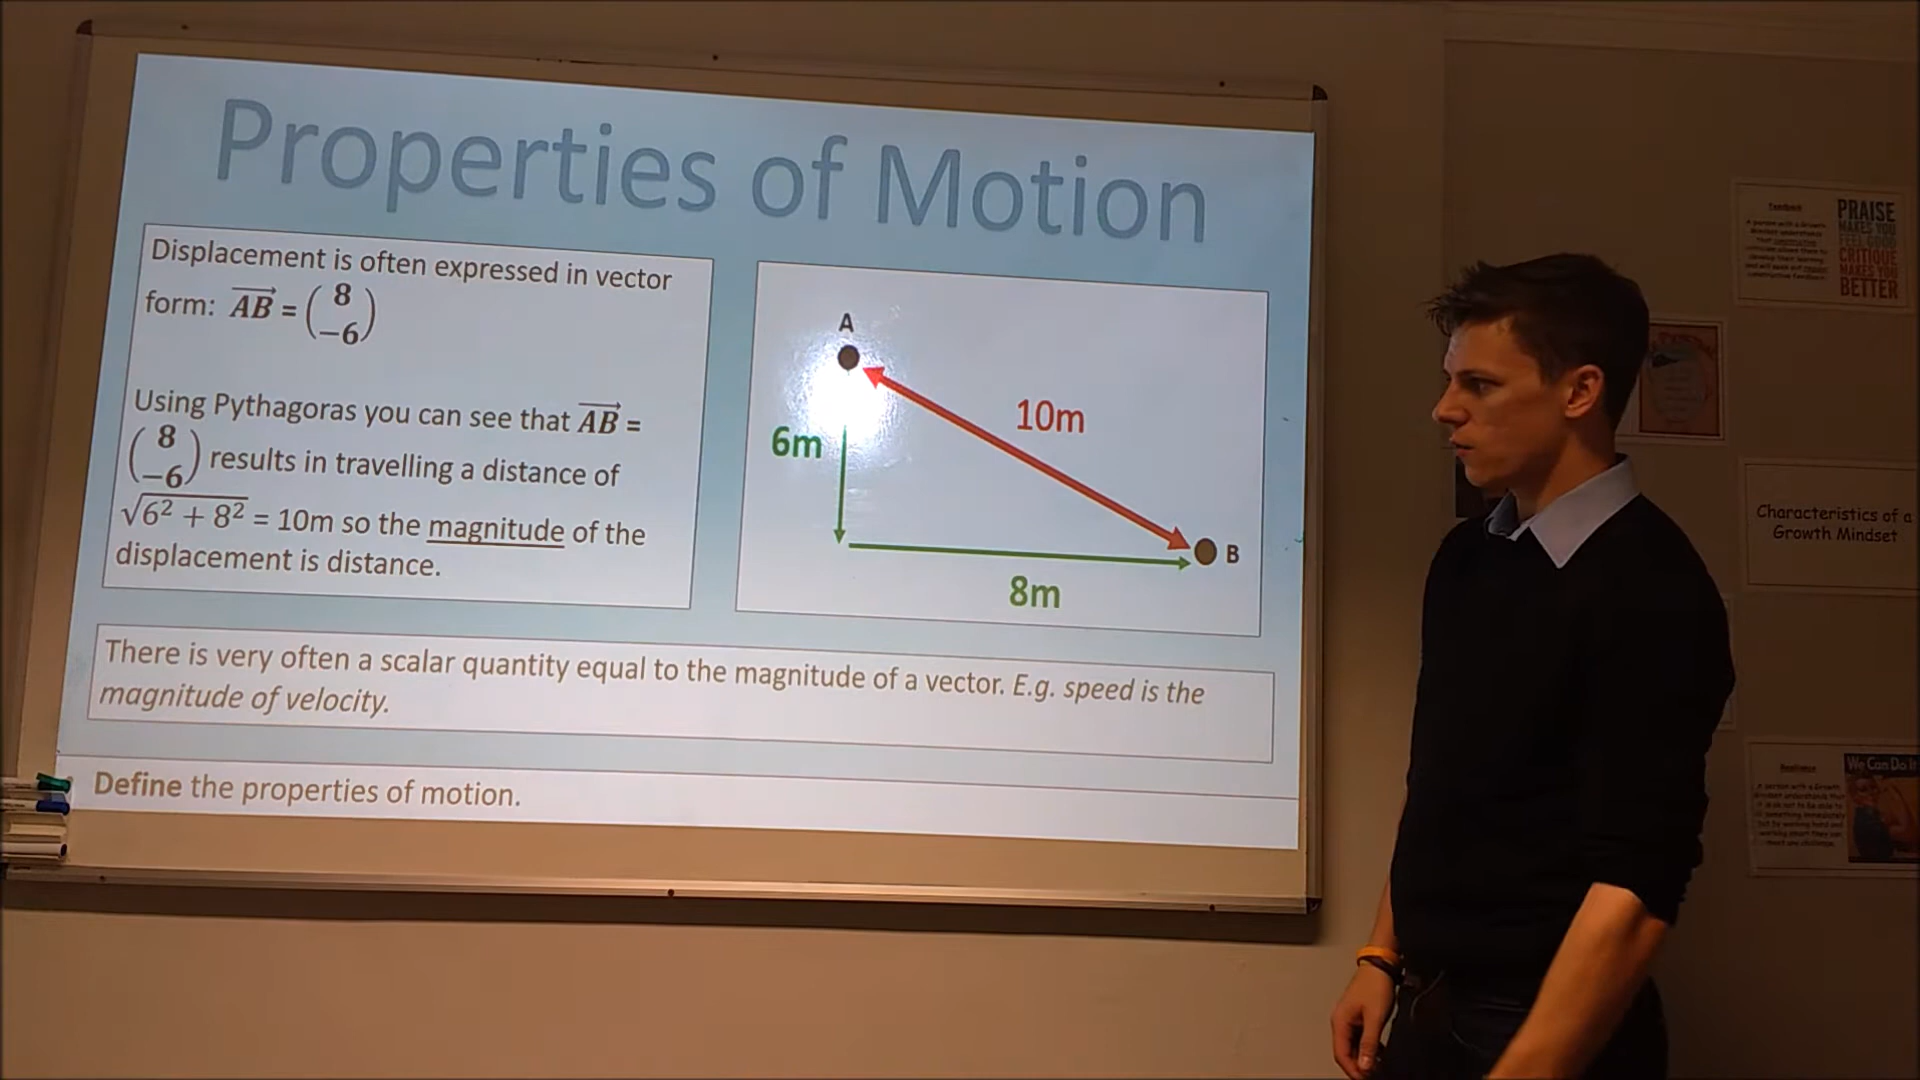 Properties of Motion
Displacement is often expressed in vector
form: $\overrightarrow{AB}$ = $\begin{pmatrix} 8 \\ -6 \end{pmatrix}$
Using Pythagoras you can see that $\overrightarrow{AB}$ =
$\begin{pmatrix} 8 \\ -6 \end{pmatrix}$ results in travelling a distance of
$\sqrt{6^2 + 8^2}$ = 10m so the magnitude of the
displacement is distance.
A
10m
6m
B
8m
There is very often a scalar quantity equal to the magnitude of a vector. E.g. speed is the
magnitude of velocity.
Define the properties of motion.
Feedback
PRAISE
MAKES YOU
FEEL GOOD
CRITIQUE
MAKES YOU
BETTER
Characteristics of a
Growth Mindset
Resilience
We Can Do It